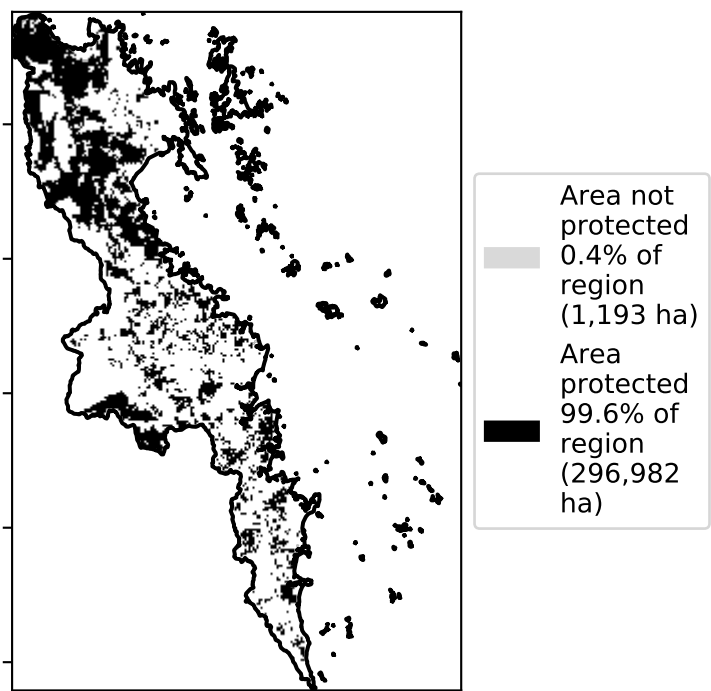 Area not
protected
0.4% of
region
(1,193 ha)
Area
protected
99.6% of
region
(296,982
ha)